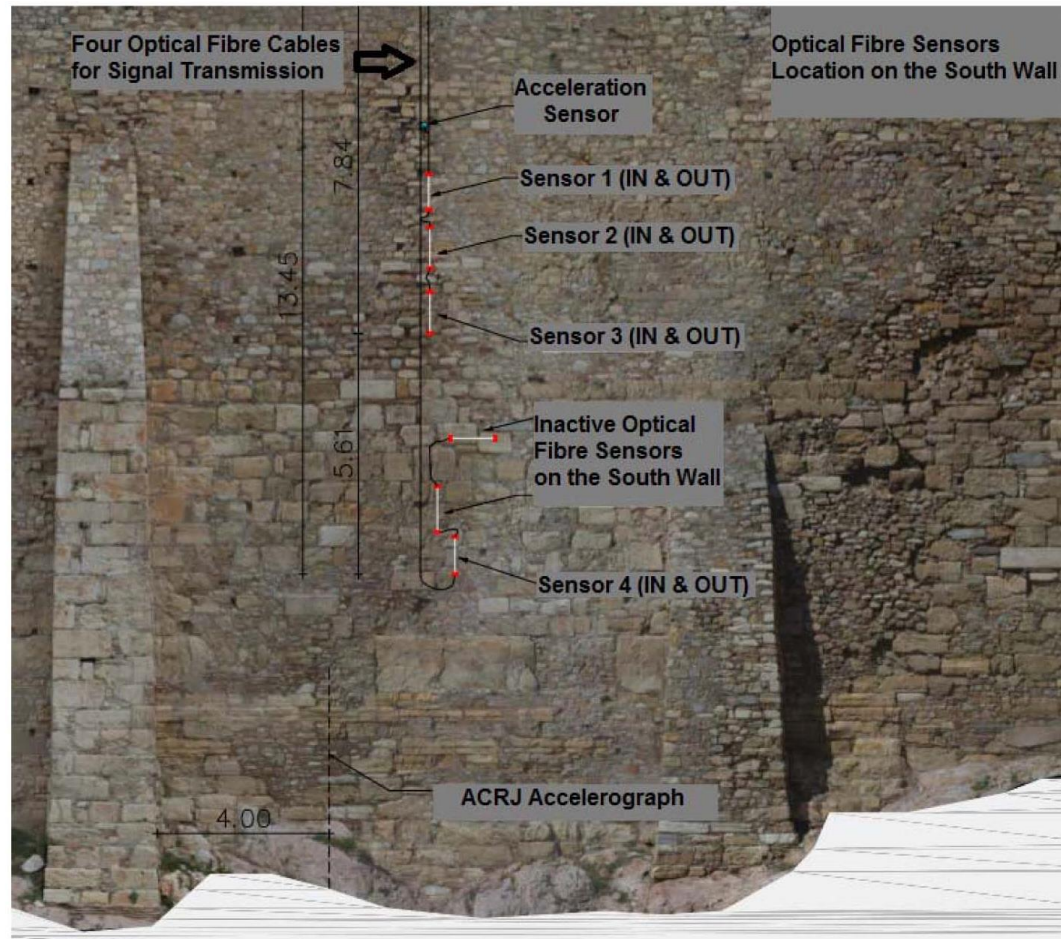 Four Optical Fibre Cables
for Signal Transmission
Optical Fibre Sensors
Location on the South Wall
Acceleration
Sensor
7.84
Sensor 1 (IN & OUT)
Sensor 2 (IN & OUT)
13.45
Sensor 3 (IN & OUT)
Inactive Optical
Fibre Sensors
on the South Wall
5.61
Sensor 4 (IN & OUT)
ACRJ Accelerograph
4.00